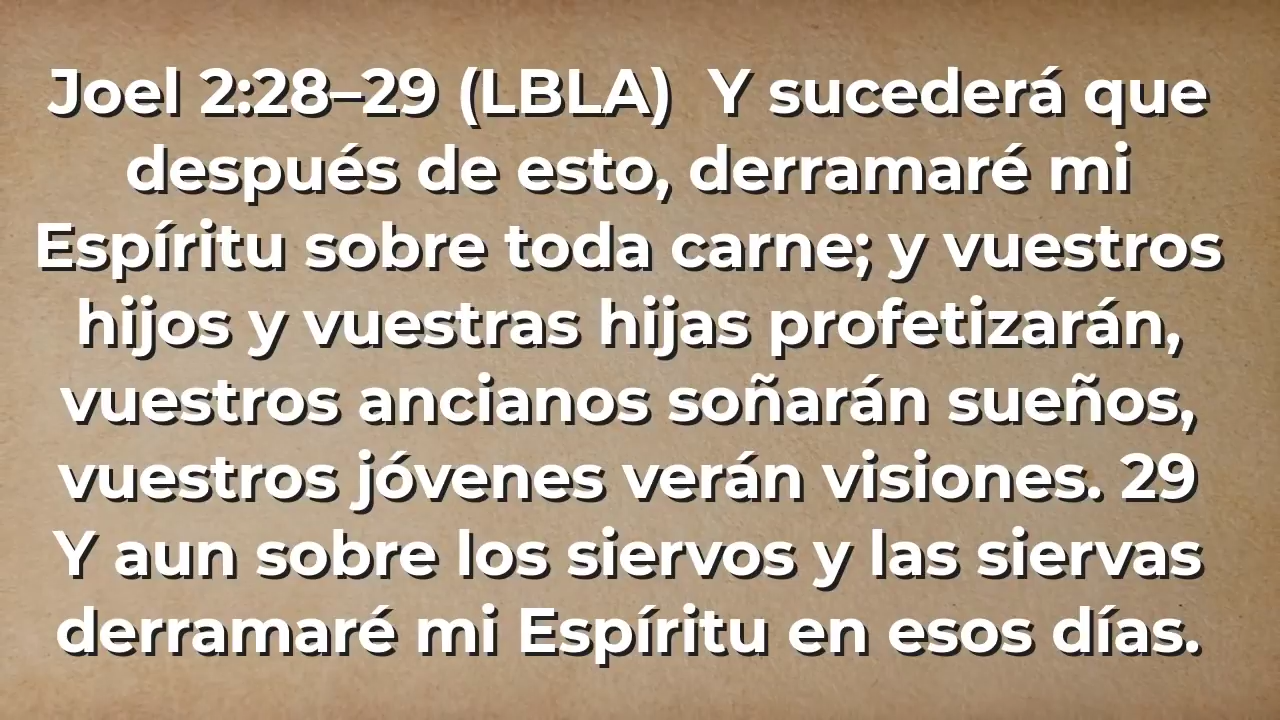 Joel 2:28–29 (LBLA)  Y sucederá que
después de esto, derramaré mi
Espíritu sobre toda carne; y vuestros
hijos y vuestras hijas profetizarán,
vuestros ancianos soñarán sueños,
vuestros jóvenes verán visiones. 29
Y aun sobre los siervos y las siervas
derramaré mi Espíritu en esos días.